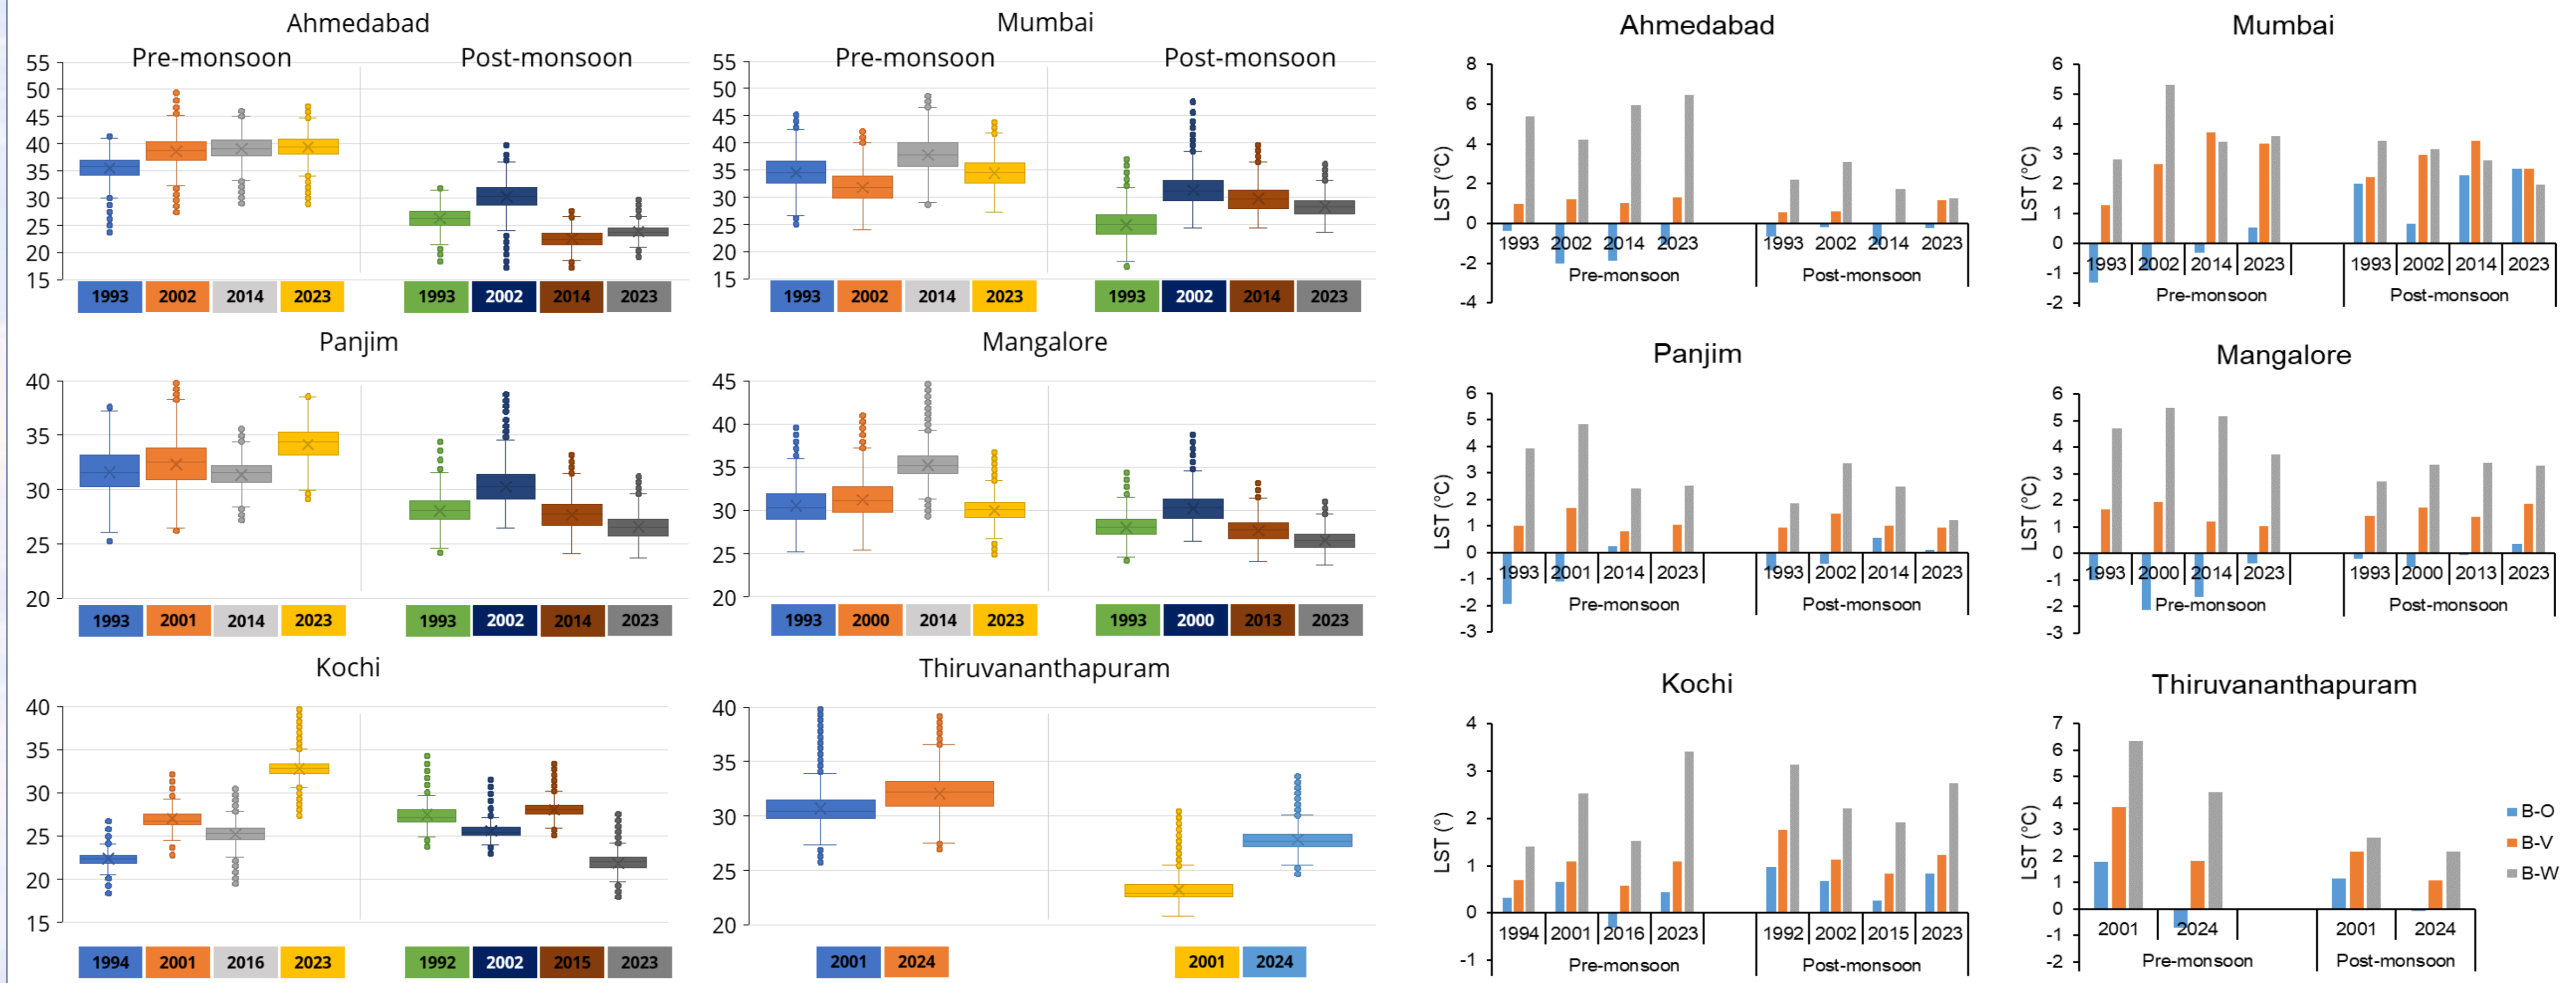 Ahmedabad
Pre-monsoon Post-monsoon
55
50
45
40
35
30
25
20
15
1993 2002 2014 2023 1993 2002 2014 2023
Mumbai
Pre-monsoon Post-monsoon
55
50
45
40
35
30
25
20
15
1993 2002 2014 2023 1993 2002 2014 2023
Ahmedabad
LST (°C)
8
6
4
2
0
-2
-4
1993 2002 2014 2023 1993 2002 2014 2023
Pre-monsoon Post-monsoon
Mumbai
LST (°C)
6
5
4
3
2
1
0
-1
-2
1993 2002 2014 2023 1993 2002 2014 2023
Pre-monsoon Post-monsoon
Panjim
40
35
30
25
20
1993 2001 2014 2023 1993 2002 2014 2023
Mangalore
45
40
35
30
25
20
1993 2000 2014 2023 1993 2000 2013 2023
Panjim
LST (°C)
6
5
4
3
2
1
0
-1
-2
-3
1993 2001 2014 2023 1993 2002 2014 2023
Pre-monsoon Post-monsoon
Mangalore
LST (°C)
6
5
4
3
2
1
0
-1
-2
-3
1993 2000 2014 2023 1993 2000 2013 2023
Pre-monsoon Post-monsoon
Kochi
40
35
30
25
20
15
1994 2001 2016 2023 1992 2002 2015 2023
Thiruvananthapuram
40
35
30
25
20
2001 2024 2001 2024
Kochi
LST (°)
4
3
2
1
0
-1
1994 2001 2016 2023 1992 2002 2015 2023
Pre-monsoon Post-monsoon
Thiruvananthapuram
LST (°C)
7
6
5
4
3
2
1
0
-1
-2
2001 2024 2001 2024
Pre-monsoon Post-monsoon
B-O
B-V
B-W